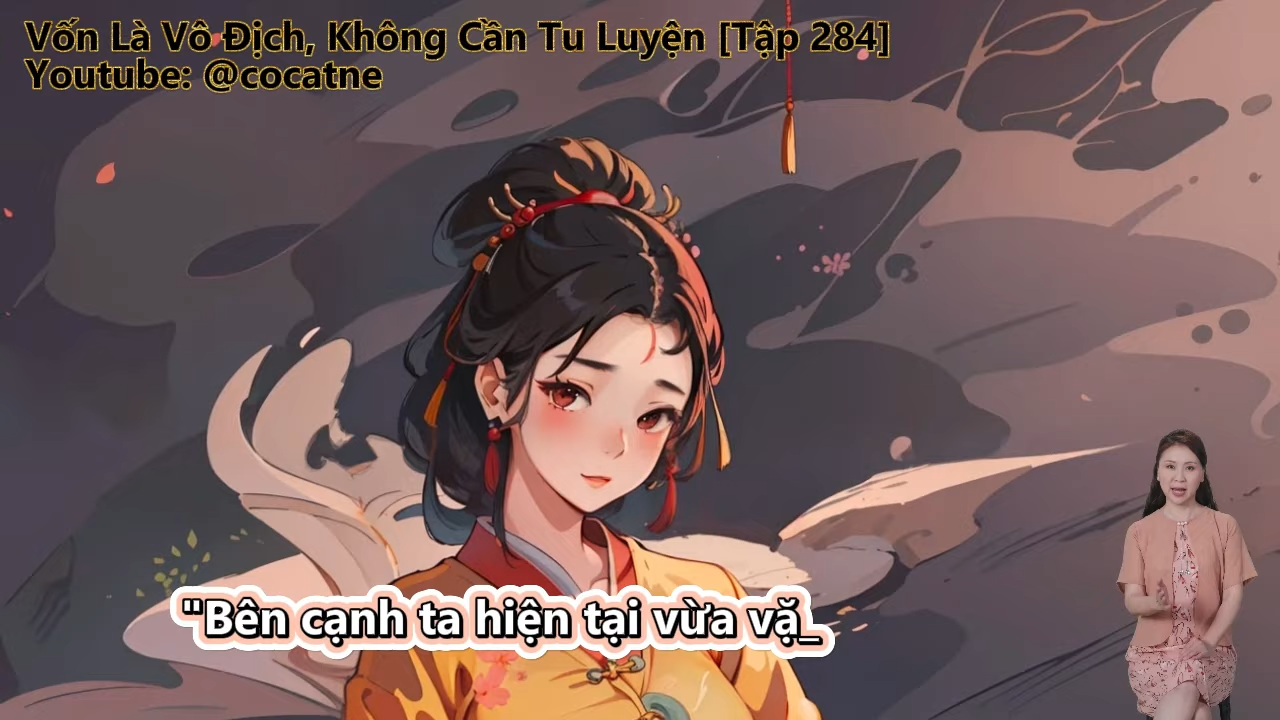 Vốn Là Vô Địch, Không Cần Tu Luyện [Tập 284]
Youtube: @cocatne
"Bên cạnh ta hiện tại vừa vặ_